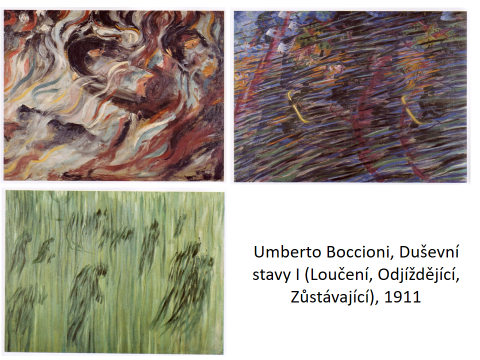 Umberto Boccioni, Duševní
stavy I (Loučení, Odjíždějící,
Zůstávající), 1911